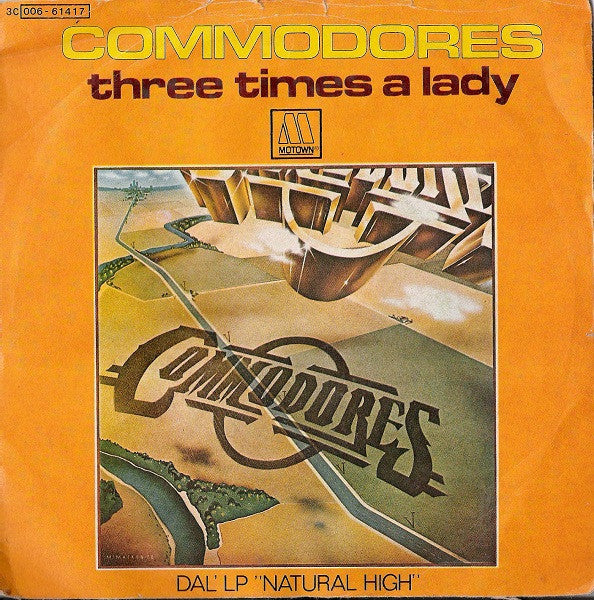 3C 006-61417
COMMODORES
three times a lady
M
MOTOWN
COMMODORES
DAL' LP "NATURAL HIGH"